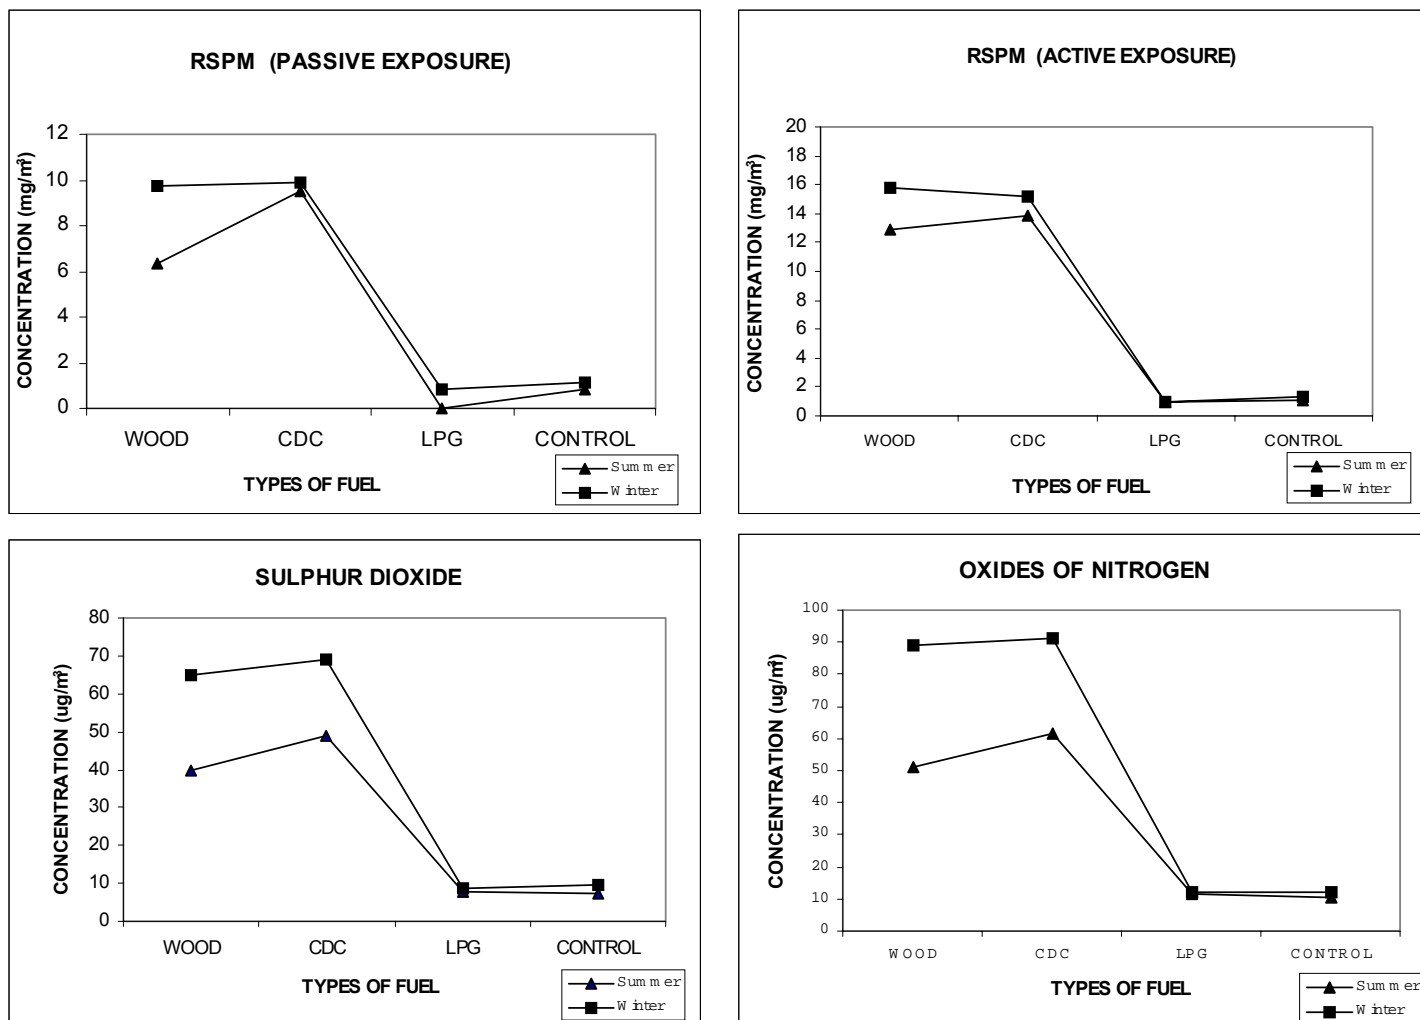 RSPM (PASSIVE EXPOSURE)
CONCENTRATION (mg/m³)
12
10
8
6
4
2
0
WOOD CDC LPG CONTROL
TYPES OF FUEL
Summer
Winter
RSPM (ACTIVE EXPOSURE)
CONCENTRATION (mg/m³)
20
18
16
14
12
10
8
6
4
2
0
WOOD CDC LPG CONTROL
TYPES OF FUEL
Summer
Winter
SULPHUR DIOXIDE
CONCENTRATION (ug/m³)
80
70
60
50
40
30
20
10
0
WOOD CDC LPG CONTROL
TYPES OF FUEL
Summer
Winter
OXIDES OF NITROGEN
CONCENTRATION (ug/m³)
100
90
80
70
60
50
40
30
20
10
0
WOOD CDC LPG CONTROL
TYPES OF FUEL
Summer
Winter